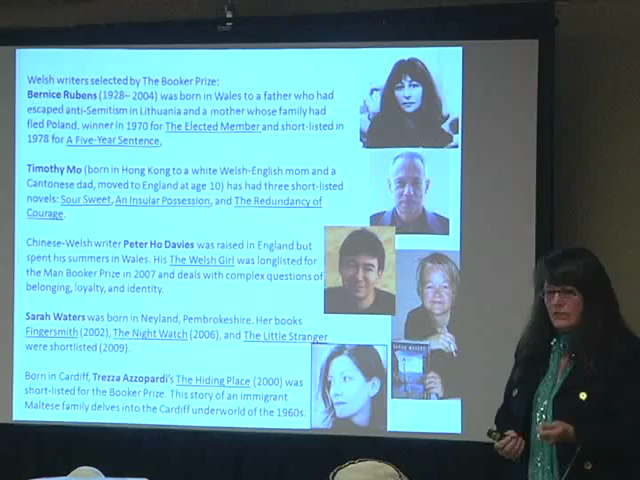 Welsh writers selected by The Booker Prize:
Bernice Rubens (1928–2004) was born in Wales to a father who had
escaped anti-Semitism in Lithuania and a mother whose family had
fled Poland, winner in 1970 for The Elected Member and short-listed in
1978 for A Five-Year Sentence,
Timothy Mo (born in Hong Kong to a white Welsh-English mom and a
Cantonese dad, moved to England at age 10) has had three short-listed
novels: Sour Sweet, An Insular Possession, and The Redundancy of
Courage.
Chinese-Welsh writer Peter Ho Davies was raised in England but
spent his summers in Wales. His The Welsh Girl was longlisted for
the Man Booker Prize in 2007 and deals with complex questions of
belonging, loyalty, and identity.
Sarah Waters was born in Neyland, Pembrokeshire. Her books
Fingersmith (2002), The Night Watch (2006), and The Little Stranger
were shortlisted (2009).
SARAH WATERS
Born in Cardiff, Trezza Azzopardi's The Hiding Place (2000) was
short-listed for the Booker Prize. This story of an immigrant
Maltese family delves into the Cardiff underworld of the 1960s.